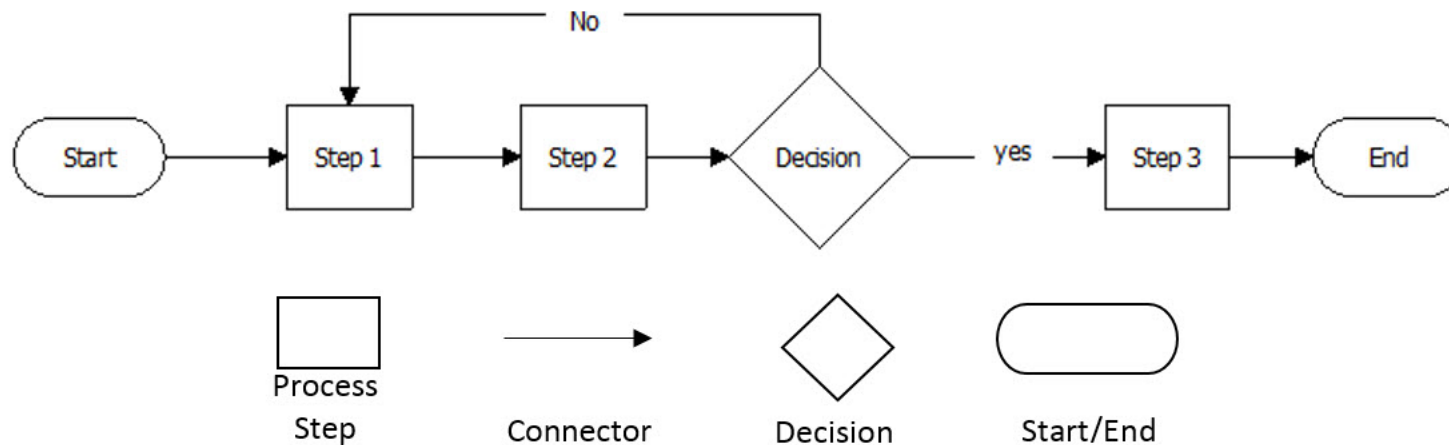 No
Start
Step 1
Step 2
Decision
yes
Step 3
End
Process
Step
Connector
Decision
Start/End